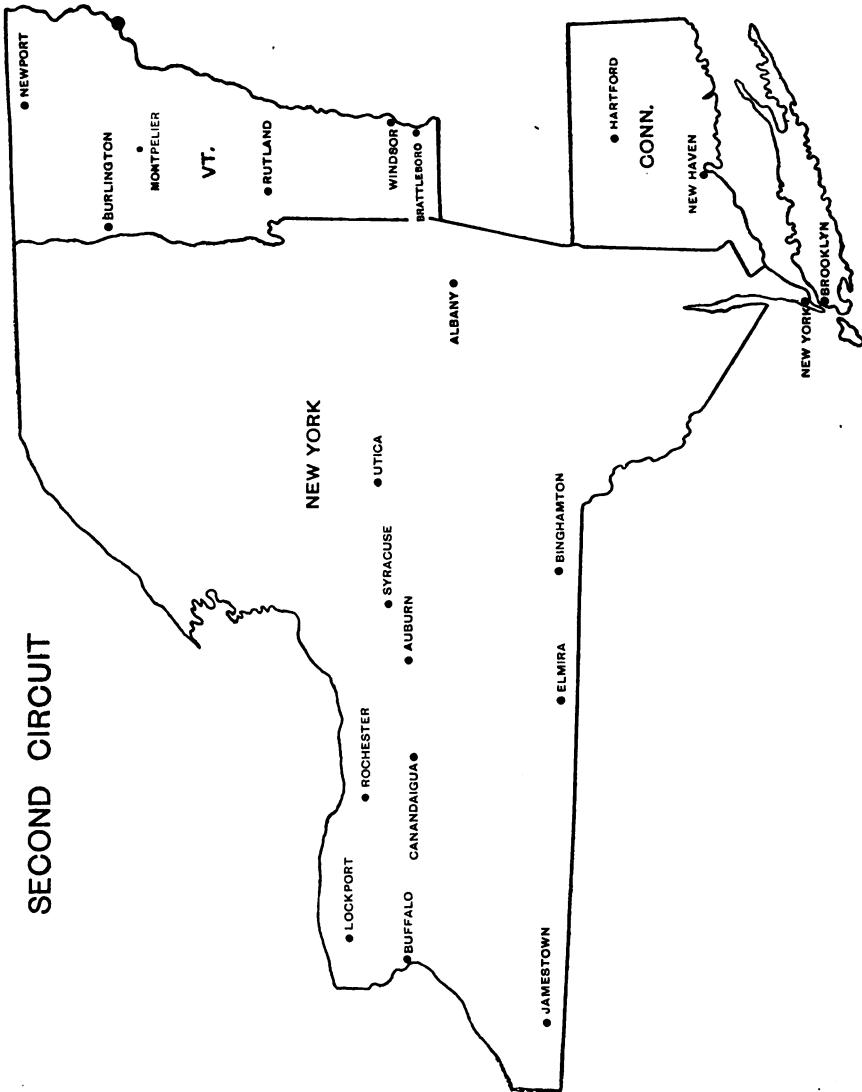 SECOND CIRCUIT
NEWPORT
BURLINGTON
MONTPELIER
VT.
RUTLAND
WINDSOR
BRATTLEBORO
NEW YORK
ALBANY
UTICA
SYRACUSE
AUBURN
ROCHESTER
CANANDAIGUA
LOCKPORT
BUFFALO
JAMESTOWN
ELMIRA
BINGHAMTON
HARTFORD
CONN.
NEW HAVEN
NEW YORK
BROOKLYN